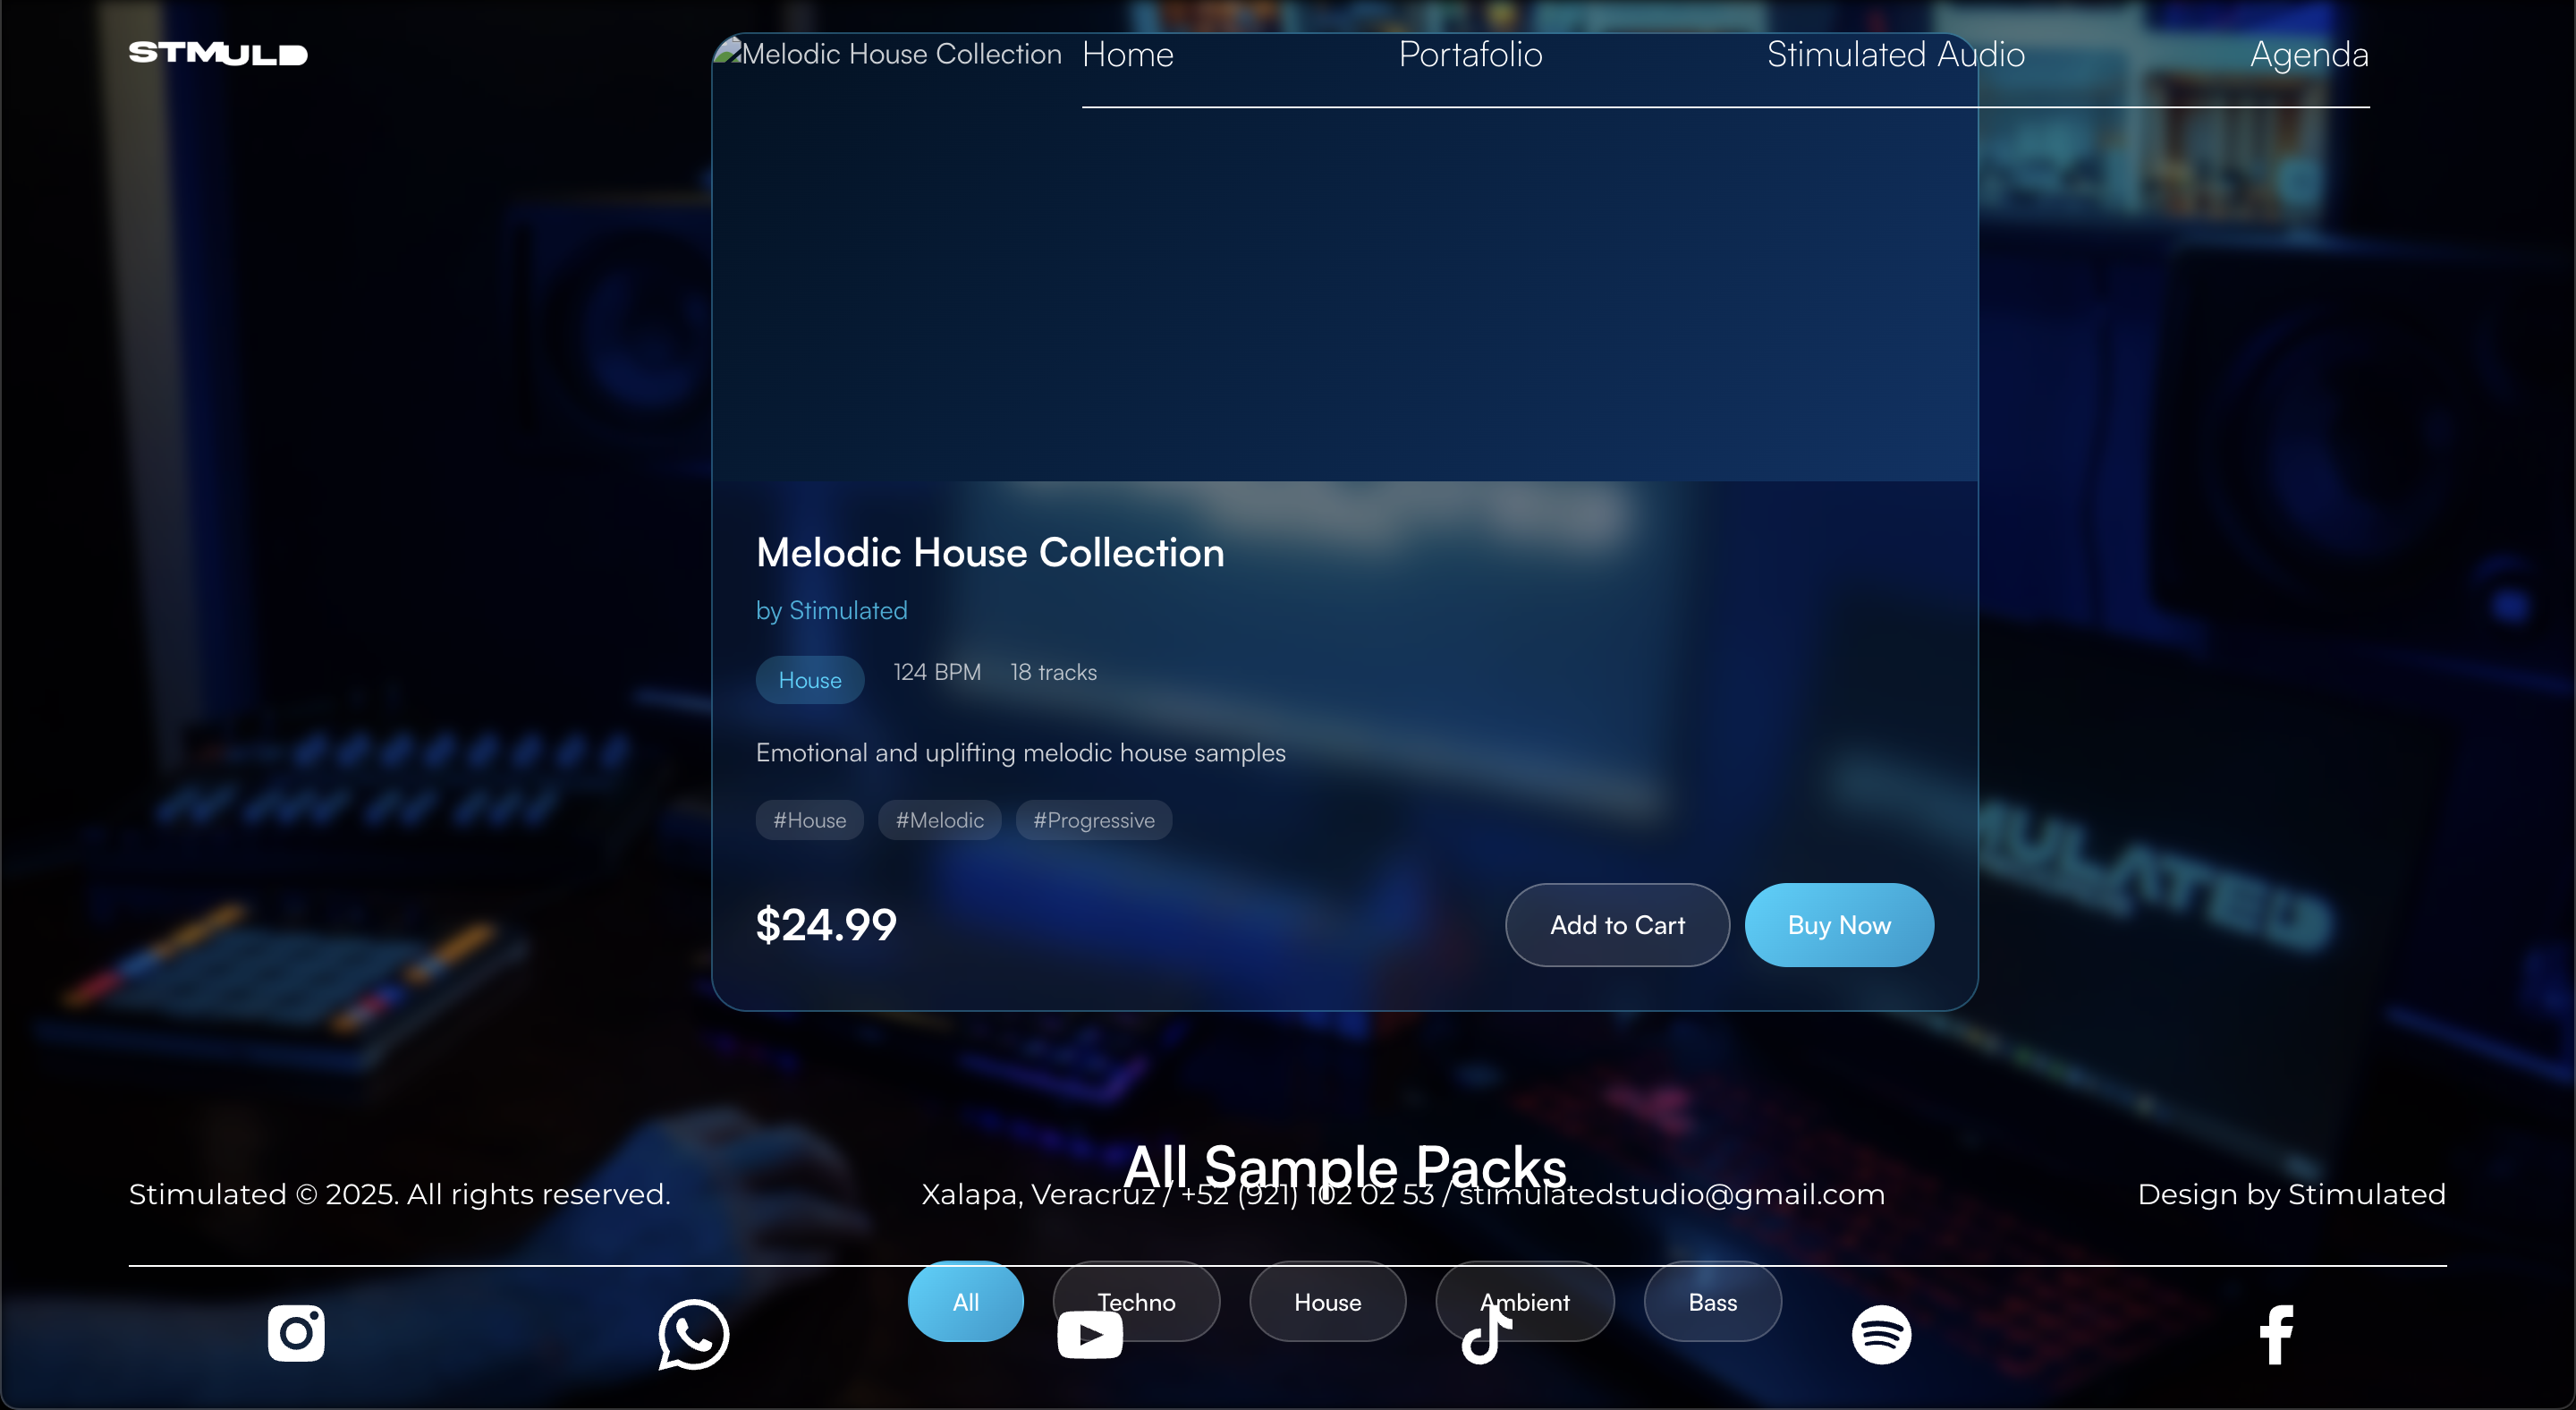 STMULD
Melodic House Collection
Home Portafolio Stimulated Audio Agenda
Melodic House Collection
by Stimulated
House 124 BPM 18 tracks
Emotional and uplifting melodic house samples
#House #Melodic #Progressive
$24.99 Add to Cart Buy Now
MULATED
All Sample Packs
Stimulated © 2025. All rights reserved. Xalapa, Veracruz / +52 (921) 102 02 53 / stimulatedstudio@gmail.com Design by Stimulated
All Techno House Ambient Bass